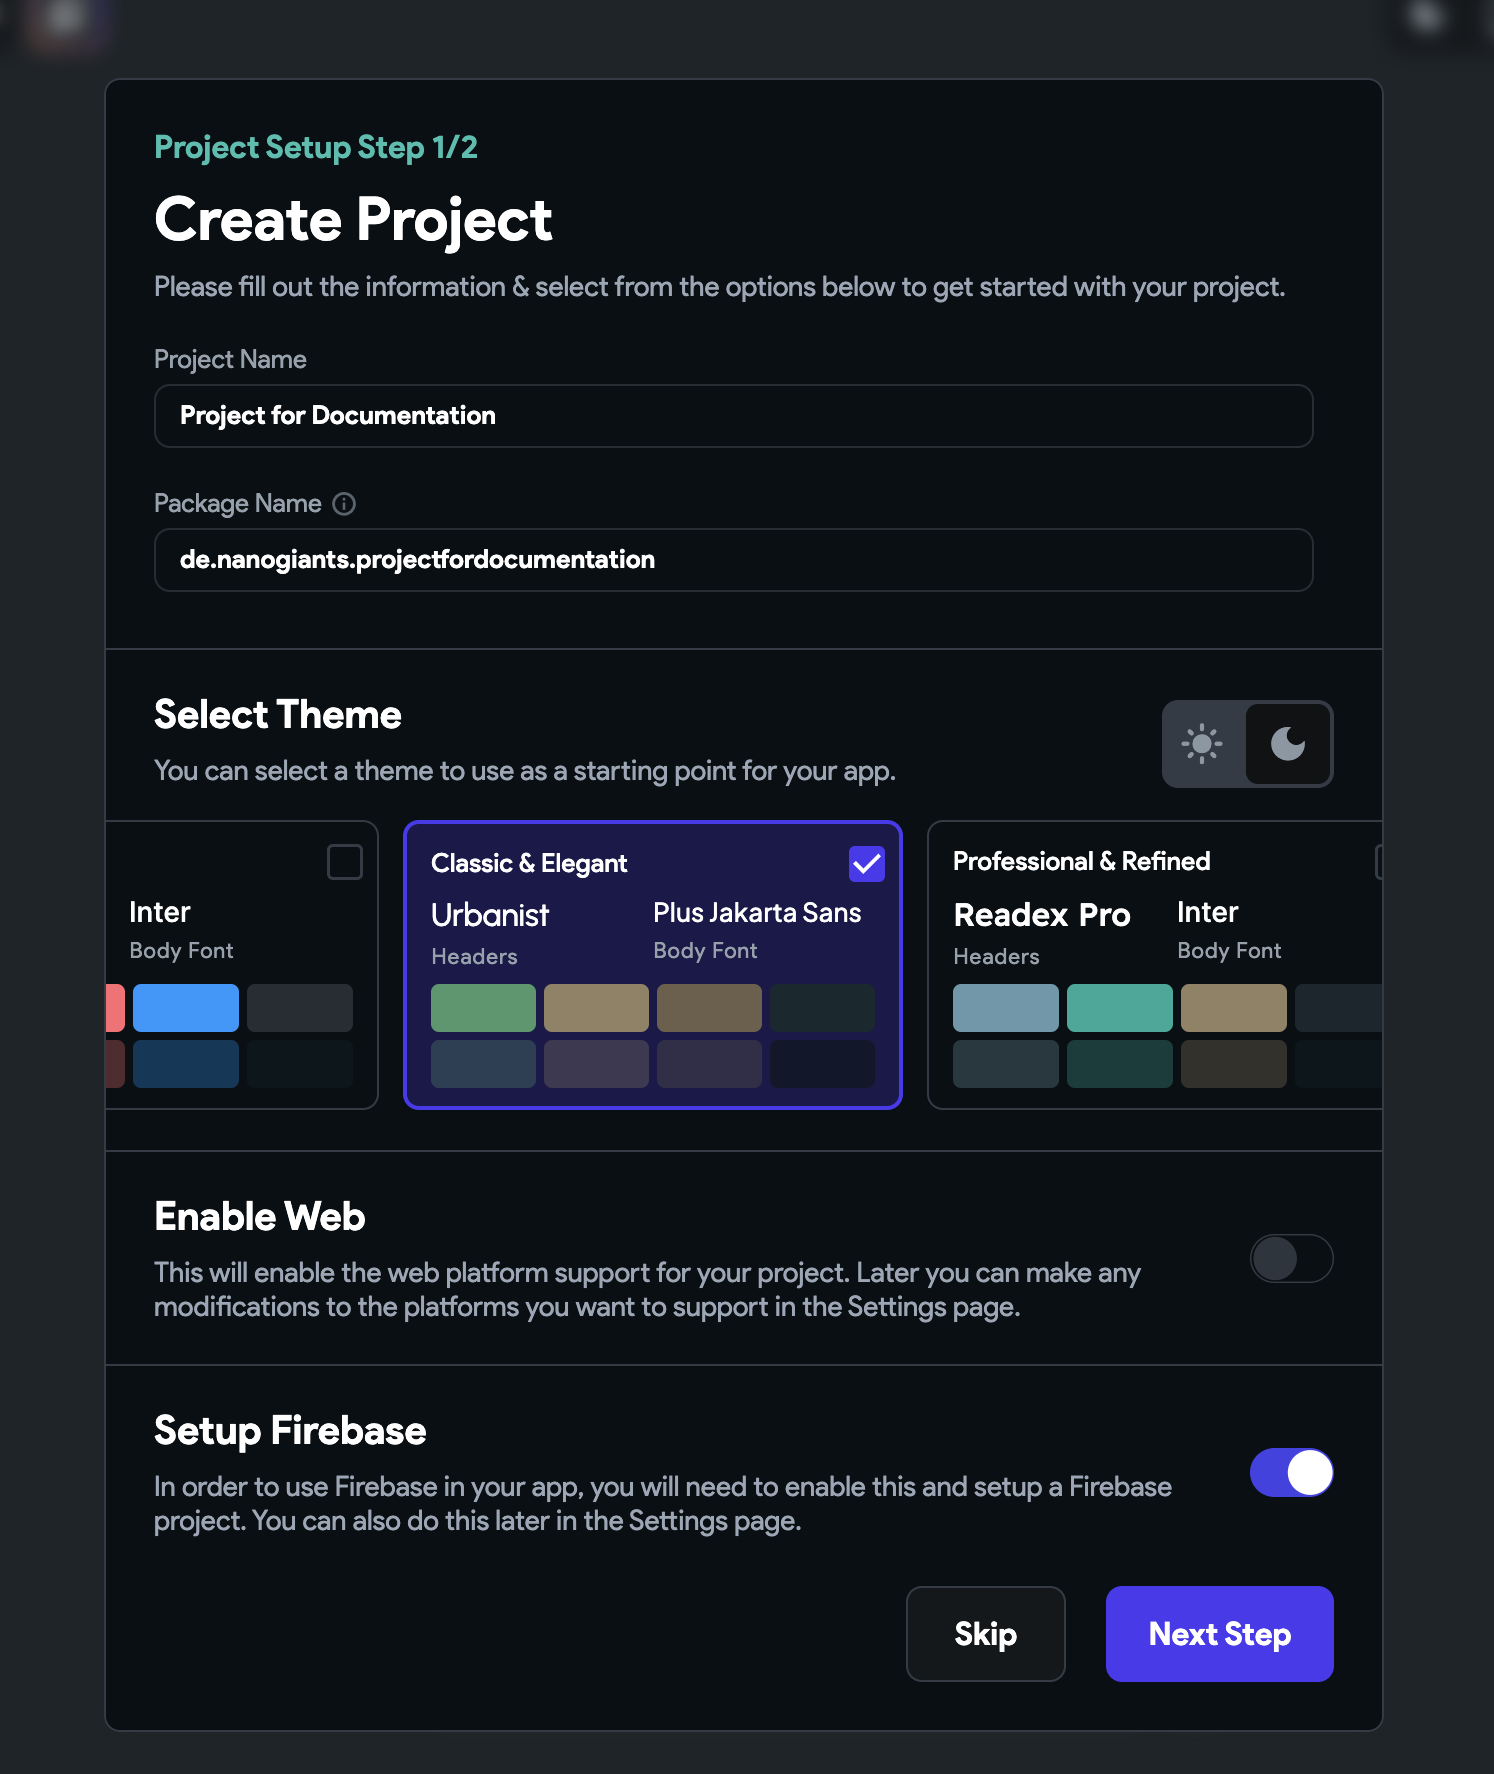 Project Setup Step 1/2
Create Project
Please fill out the information & select from the options below to get started with your project.
Project Name
Project for Documentation
Package Name
de.nanogiants.projectfordocumentation
Select Theme
You can select a theme to use as a starting point for your app.
Inter
Body Font
Classic & Elegant
Urbanist
Headers
Plus Jakarta Sans
Body Font
Professional & Refined
Readex Pro
Headers
Inter
Body Font
Enable Web
This will enable the web platform support for your project. Later you can make any
modifications to the platforms you want to support in the Settings page.
Setup Firebase
In order to use Firebase in your app, you will need to enable this and setup a Firebase
project. You can also do this later in the Settings page.
Skip
Next Step